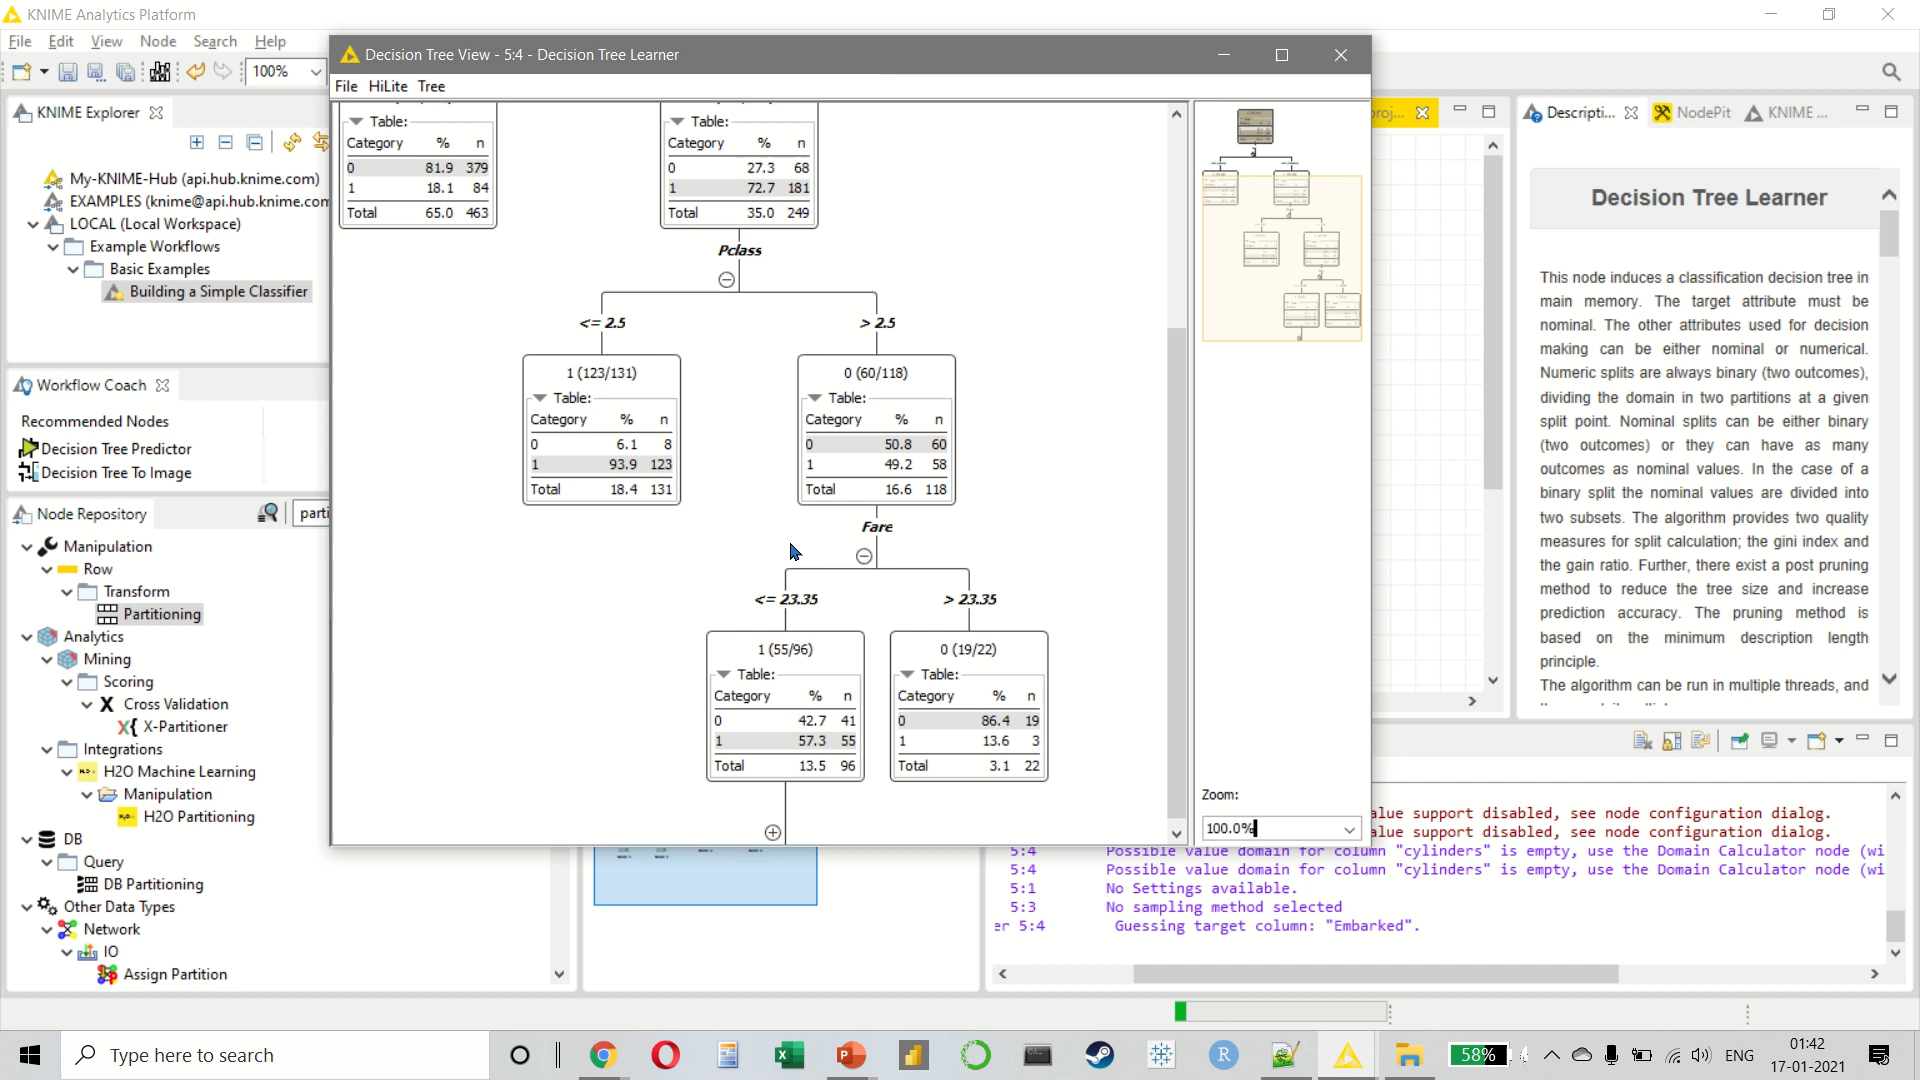 KNIME Analytics Platform
File Edit View Node Search Help
100%
KNIME Explorer
My-KNIME-Hub (api.hub.knime.com)
EXAMPLES (knime@api.hub.knime.com
LOCAL (Local Workspace)
Example Workflows
Basic Examples
Building a Simple Classifier
Workflow Coach
Recommended Nodes
Decision Tree Predictor
Decision Tree To Image
Node Repository
parti
Manipulation
Row
Transform
Partitioning
Analytics
Mining
Scoring
Cross Validation
X-Partitioner
Integrations
H2O Machine Learning
Manipulation
H2O Partitioning
DB
Query
DB Partitioning
Other Data Types
Network
IO
Assign Partition
Decision Tree View - 5:4 - Decision Tree Learner
File HiLite Tree
Table:
Category % n
0 81.9 379
1 18.1 84
Total 65.0 463
Table:
Category % n
0 27.3 68
1 72.7 181
Total 35.0 249
Pclass
<= 2.5
> 2.5
1 (123/131)
Table:
Category % n
0 6.1 8
1 93.9 123
Total 18.4 131
0 (60/118)
Table:
Category % n
0 50.8 60
1 49.2 58
Total 16.6 118
Fare
<= 23.35
> 23.35
1 (55/96)
Table:
Category % n
0 42.7 41
1 57.3 55
Total 13.5 96
0 (19/22)
Table:
Category % n
0 86.4 19
1 13.6 3
Total 3.1 22
Zoom:
100.0%
proj...
Descripti... NodePit KNIME ...
Decision Tree Learner
This node induces a classification decision tree in
main memory. The target attribute must be
nominal. The other attributes used for decision
making can be either nominal or numerical.
Numeric splits are always binary (two outcomes),
dividing the domain in two partitions at a given
split point. Nominal splits can be either binary
(two outcomes) or they can have as many
outcomes as nominal values. In the case of a
binary split the nominal values are divided into
two subsets. The algorithm provides two quality
measures for split calculation; the gini index and
the gain ratio. Further, there exist a post pruning
method to reduce the tree size and increase
prediction accuracy. The pruning method is
based on the minimum description length
principle.
The algorithm can be run in multiple threads, and
alue support disabled, see node configuration dialog.
alue support disabled, see node configuration dialog.
5:4 Possible value domain for column "cylinders" is empty, use the Domain Calculator node (wi
5:4 Possible value domain for column "cylinders" is empty, use the Domain Calculator node (wi
5:1 No Settings available.
5:3 No sampling method selected
er 5:4 Guessing target column: "Embarked".
Type here to search
58%
ENG
01:42
17-01-2021